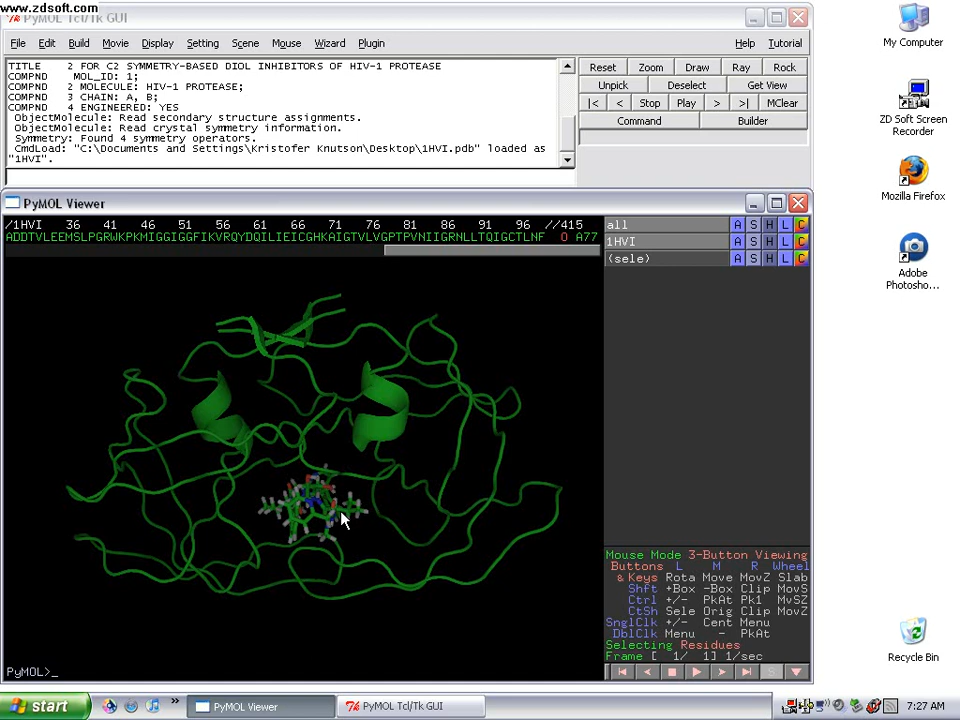 www.zdsoft.com
PyMOL Tcl/Tk GUI
File Edit Build Movie Display Setting Scene Mouse Wizard Plugin Help Tutorial
TITLE 2 FOR C2 SYMMETRY-BASED DIOL INHIBITORS OF HIV-1 PROTEASE
COMPND MOL_ID: 1;
COMPND 2 MOLECULE: HIV-1 PROTEASE;
COMPND 3 CHAIN: A, B;
COMPND 4 ENGINEERED: YES
ObjectMolecule: Read secondary structure assignments.
ObjectMolecule: Read crystal symmetry information.
Symmetry: Found 4 symmetry operators.
CmdLoad: "C:\Documents and Settings\Kristofer Knutson\Desktop\1HVI.pdb" loaded as
"1HVI".
Reset Zoom Draw Ray Rock
Unpick Deselect Get View
|< < Stop Play > >| MClear
Command Builder
My Computer
ZD Soft Screen
Recorder
Mozilla Firefox
Adobe
Photosho...
Recycle Bin
PyMOL Viewer
/1HVI 36 41 46 51 56 61 66 71 76 81 86 91 96 //415
ADDTVLEEMSLPGRWKPKMIGGIGGFIKVRQYDQILIEICGHKAIGTVLVGPTPVNIIGRNLLTQIGCTLNF O A77
all A S H L C
1HVI A S H L C
(sele) A S H L C
Mouse Mode 3-Button Viewing
Buttons L M R Wheel
& Keys Rota Move MovZ Slab
Shft +Box -Box Clip MovS
Ctrl +/- PkAt Pk1 MvSZ
CtSh Sele Orig Clip MovZ
SnglClk +/- Cent Menu
DblClk Menu - PkAt
Selecting Residues
Frame [ 1/ 1] 1/sec
S
PyMOL>_
start
PyMOL Viewer
PyMOL Tcl/Tk GUI
7:27 AM